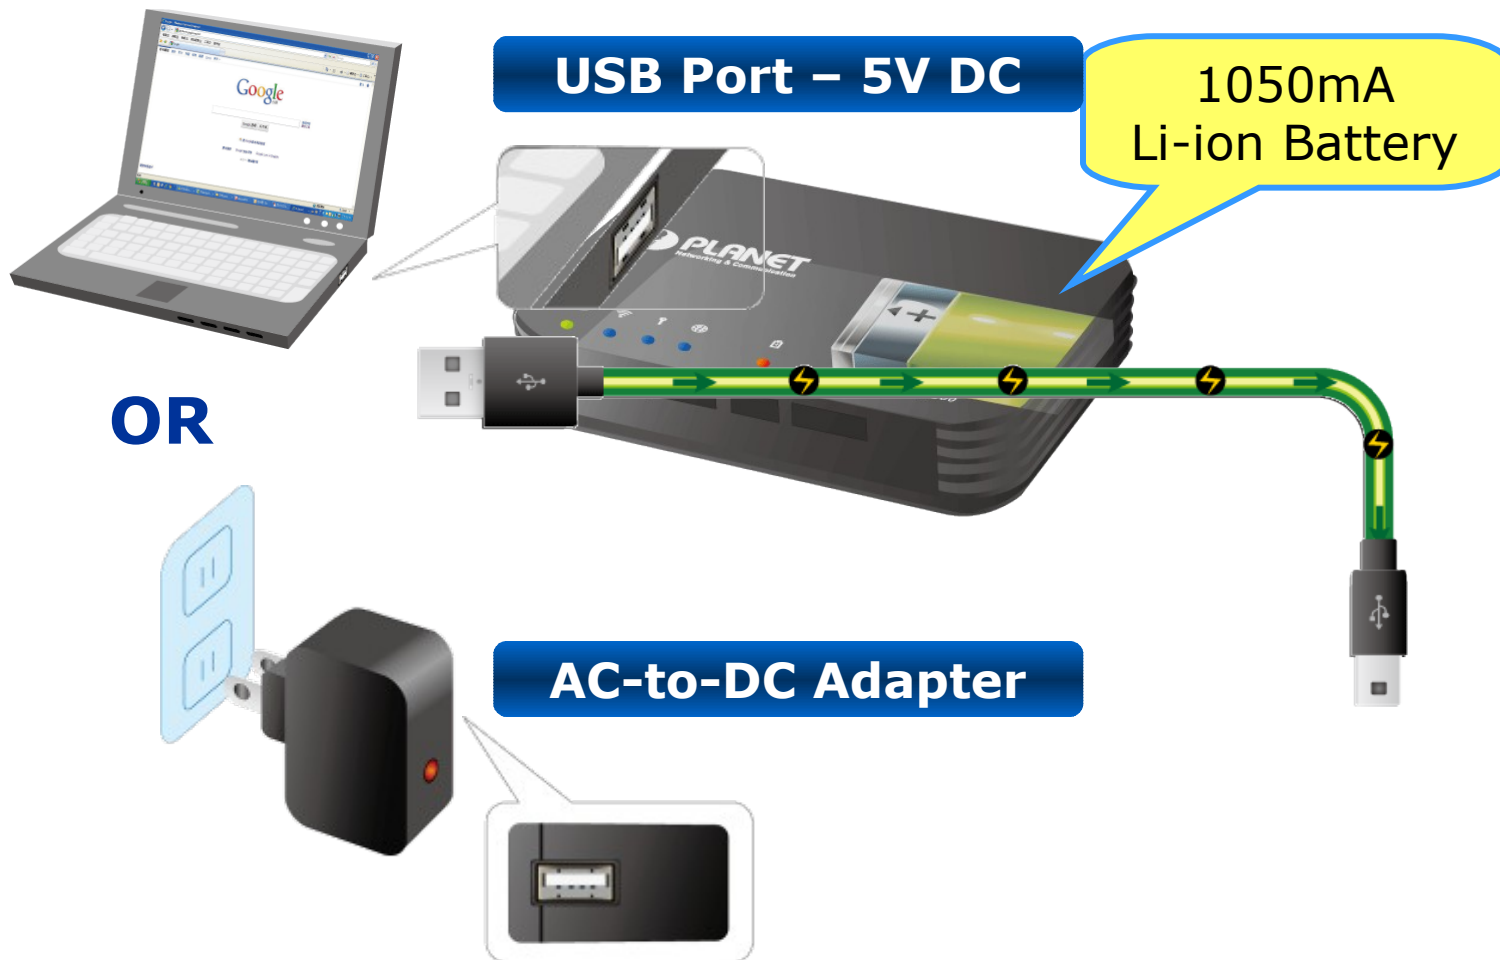 Google
USB Port – 5V DC
1050mA
Li-ion Battery
PLANET
Networking & Communication
OR
AC-to-DC Adapter